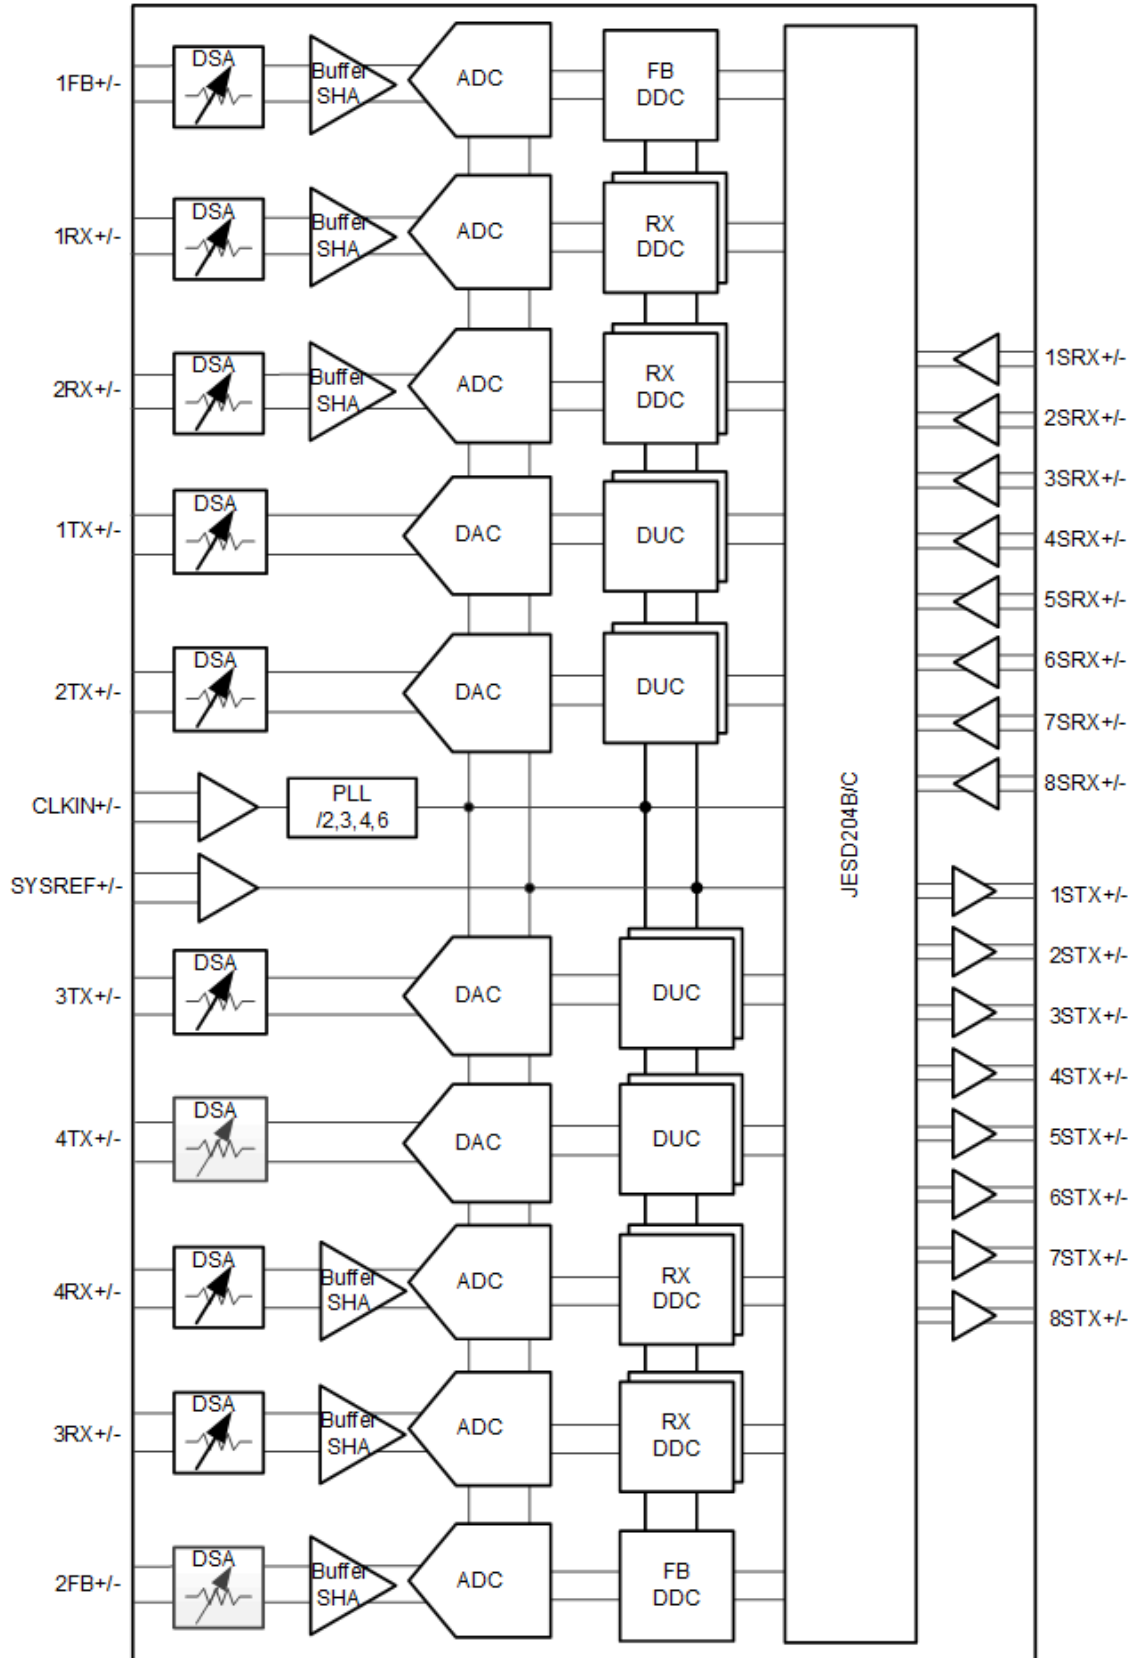 1FB+/-
DSA
Buffer
SHA
ADC
FB
DDC
1RX+/-
DSA
Buffer
SHA
ADC
RX
DDC
2RX+/-
DSA
Buffer
SHA
ADC
RX
DDC
1TX+/-
DSA
DAC
DUC
2TX+/-
DSA
DAC
DUC
CLKIN+/-
PLL
/2,3,4,6
SYSREF+/-
3TX+/-
DSA
DAC
DUC
4TX+/-
DSA
DAC
DUC
4RX+/-
DSA
Buffer
SHA
ADC
RX
DDC
3RX+/-
DSA
Buffer
SHA
ADC
RX
DDC
2FB+/-
DSA
Buffer
SHA
ADC
FB
DDC
JESD204B/C
1SRX+/-
2SRX+/-
3SRX+/-
4SRX+/-
5SRX+/-
6SRX+/-
7SRX+/-
8SRX+/-
1STX+/-
2STX+/-
3STX+/-
4STX+/-
5STX+/-
6STX+/-
7STX+/-
8STX+/-